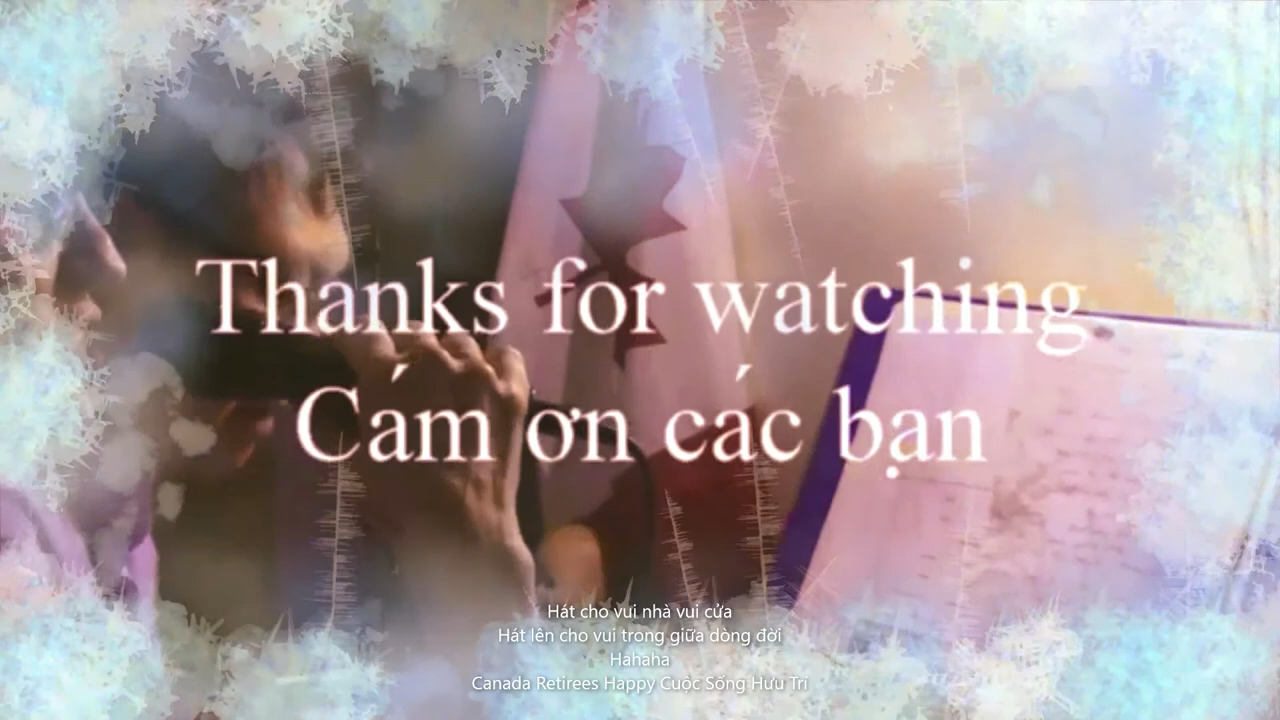 Thanks for watching
Cám ơn các bạn
Hát cho vui nhà vui cửa
Hát lên cho vui trong giữa dòng đời
Hahaha
Canada Retirees Happy Cuộc Sống Hưu Trí